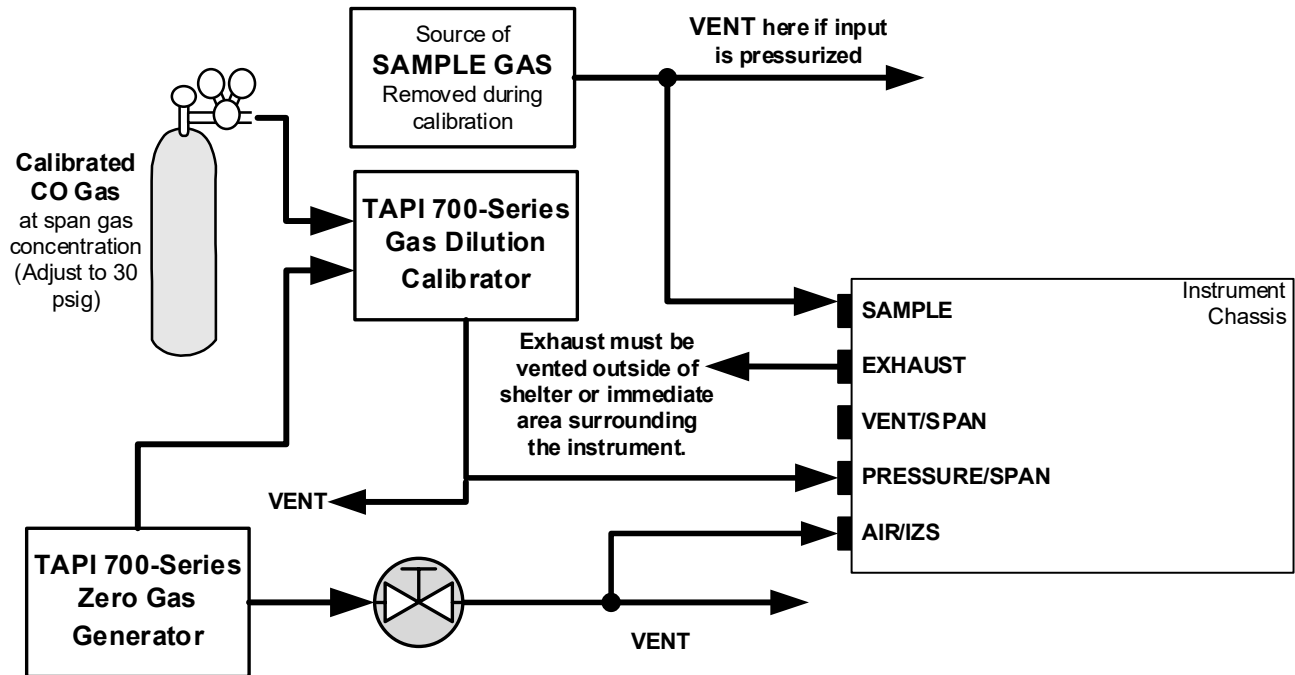 Source of
SAMPLE GAS
Removed during
calibration
VENT here if input
is pressurized
Calibrated
CO Gas
at span gas
concentration
(Adjust to 30
psig)
TAPI 700-Series
Gas Dilution
Calibrator
Instrument
Chassis
SAMPLE
EXHAUST
VENT/SPAN
PRESSURE/SPAN
AIR/IZS
Exhaust must be
vented outside of
shelter or immediate
area surrounding
the instrument.
VENT
TAPI 700-Series
Zero Gas
Generator
VENT